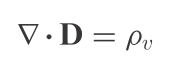 ∇ · D = ρ_v